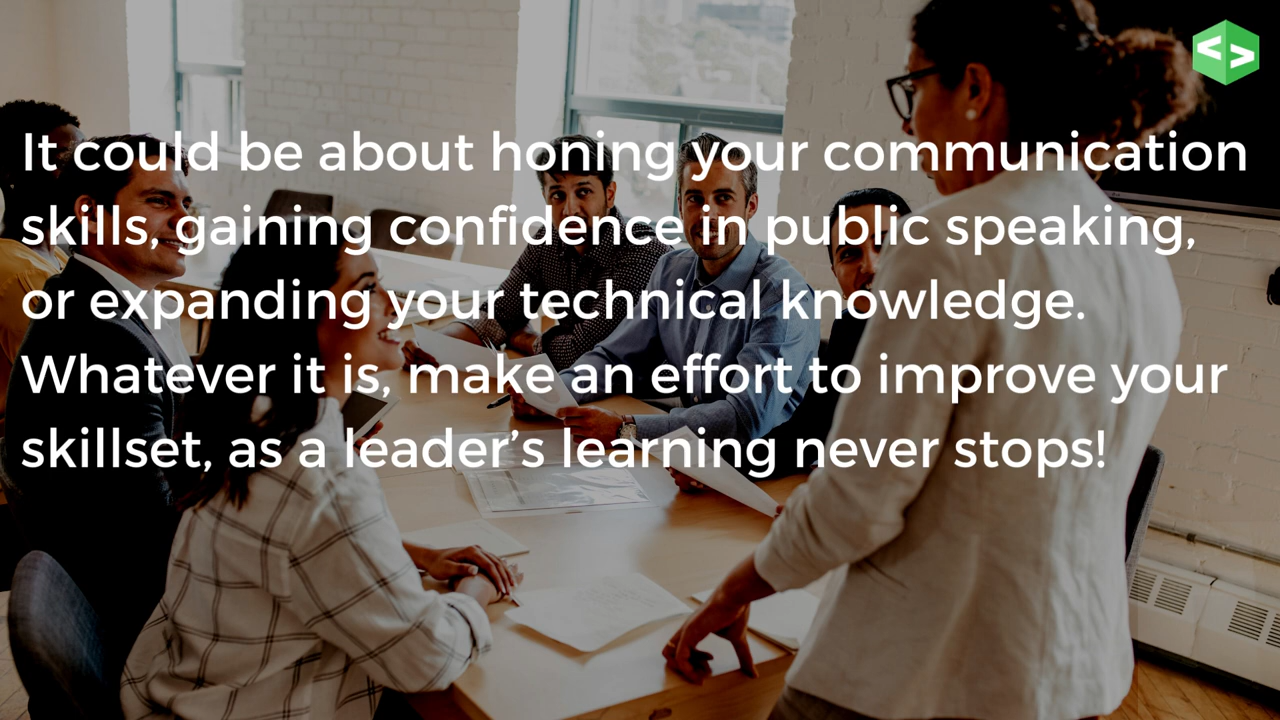 It could be about honing your communication
skills, gaining confidence in public speaking,
or expanding your technical knowledge.
Whatever it is, make an effort to improve your
skillset, as a leader’s learning never stops!